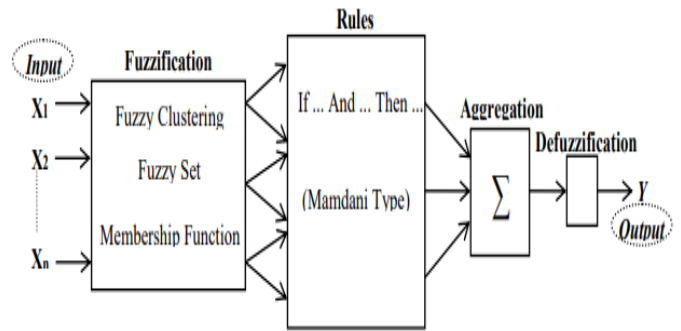 Rules
Fuzzification
Input
X1
X2
Xn
Fuzzy Clustering
Fuzzy Set
Membership Function
If ... And ... Then ...
(Mamdani Type)
Aggregation
∑
Defuzzification
Y
Output